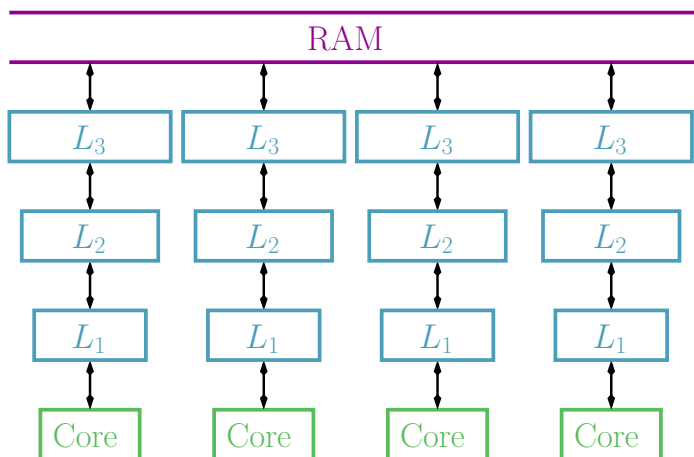 RAM
L₃ L₃ L₃ L₃
L₂ L₂ L₂ L₂
L₁ L₁ L₁ L₁
Core Core Core Core